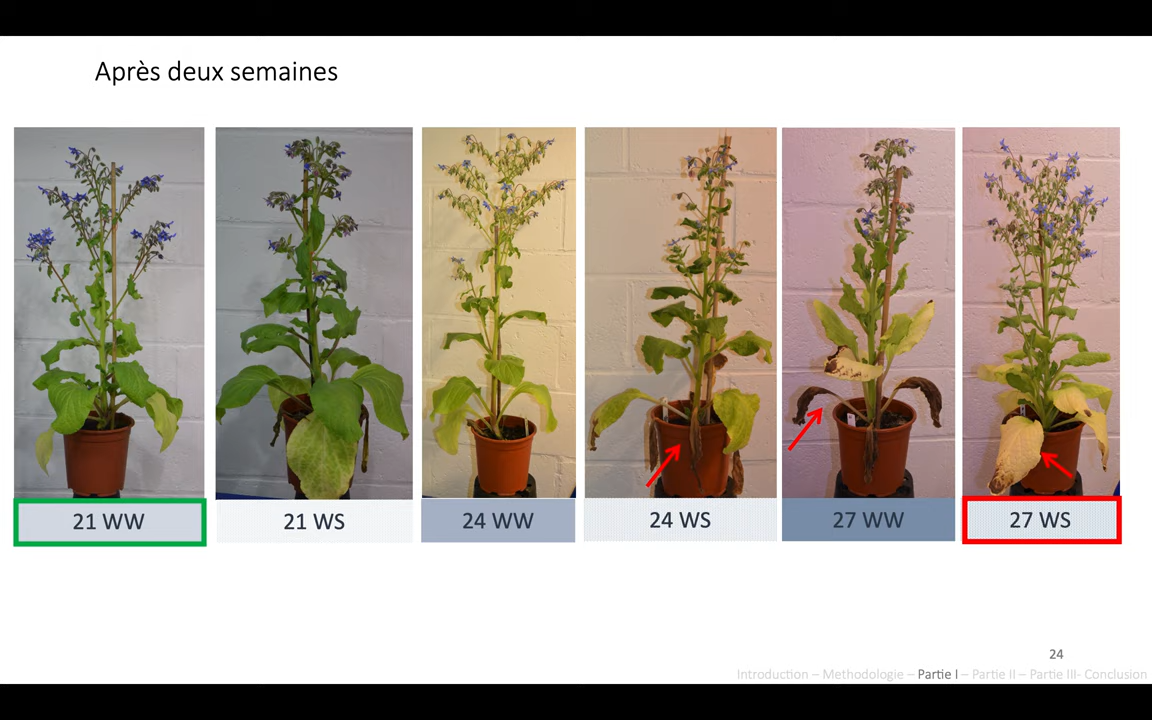 Après deux semaines
21 WW
21 WS
24 WW
24 WS
27 WW
27 WS
24
Introduction – Methodologie – Partie I – Partie II – Partie III- Conclusion